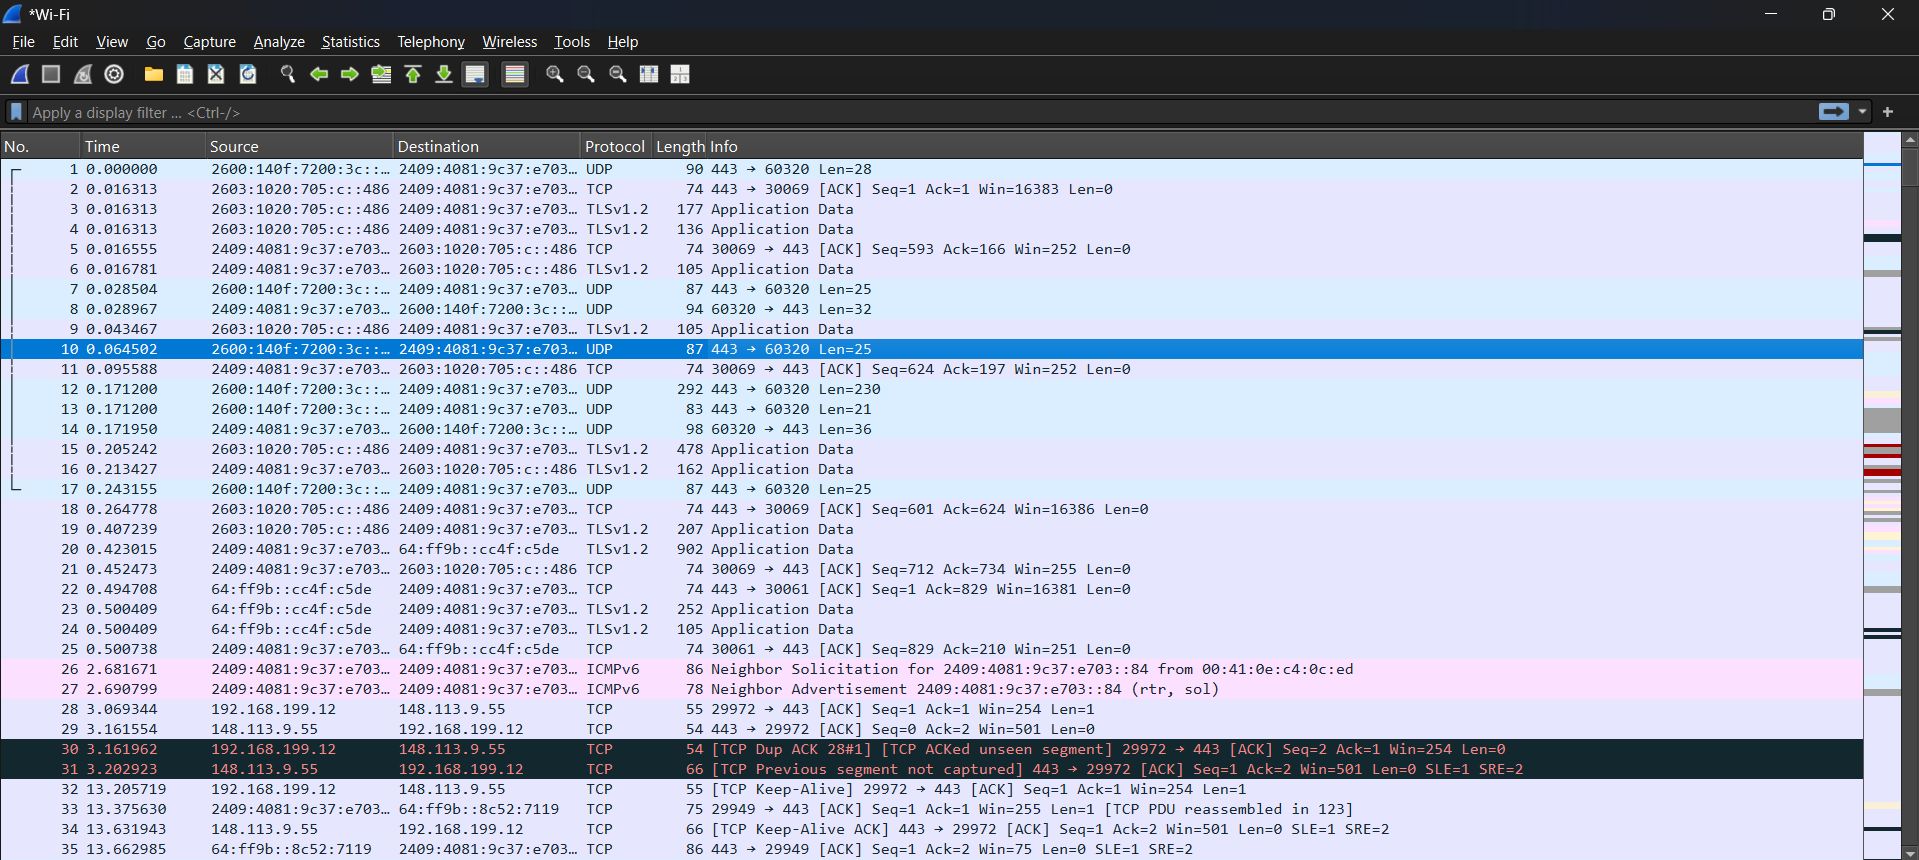 *Wi-Fi
File Edit View Go Capture Analyze Statistics Telephony Wireless Tools Help
Apply a display filter ... <Ctrl-/>
No. Time Source Destination Protocol Length Info
1 0.000000 2600:140f:7200:3c::… 2409:4081:9c37:e703… UDP 90 443 → 60320 Len=28
2 0.016313 2603:1020:705:c::486 2409:4081:9c37:e703… TCP 74 443 → 30069 [ACK] Seq=1 Ack=1 Win=16383 Len=0
3 0.016313 2603:1020:705:c::486 2409:4081:9c37:e703… TLSv1.2 177 Application Data
4 0.016313 2603:1020:705:c::486 2409:4081:9c37:e703… TLSv1.2 136 Application Data
5 0.016555 2409:4081:9c37:e703… 2603:1020:705:c::486 TCP 74 30069 → 443 [ACK] Seq=593 Ack=166 Win=252 Len=0
6 0.016781 2409:4081:9c37:e703… 2603:1020:705:c::486 TLSv1.2 105 Application Data
7 0.028504 2600:140f:7200:3c::… 2409:4081:9c37:e703… UDP 87 443 → 60320 Len=25
8 0.028967 2409:4081:9c37:e703… 2600:140f:7200:3c::… UDP 94 60320 → 443 Len=32
9 0.043467 2603:1020:705:c::486 2409:4081:9c37:e703… TLSv1.2 105 Application Data
10 0.064502 2600:140f:7200:3c::… 2409:4081:9c37:e703… UDP 87 443 → 60320 Len=25
11 0.095588 2409:4081:9c37:e703… 2603:1020:705:c::486 TCP 74 30069 → 443 [ACK] Seq=624 Ack=197 Win=252 Len=0
12 0.171200 2600:140f:7200:3c::… 2409:4081:9c37:e703… UDP 292 443 → 60320 Len=230
13 0.171200 2600:140f:7200:3c::… 2409:4081:9c37:e703… UDP 83 443 → 60320 Len=21
14 0.171950 2409:4081:9c37:e703… 2600:140f:7200:3c::… UDP 98 60320 → 443 Len=36
15 0.205242 2603:1020:705:c::486 2409:4081:9c37:e703… TLSv1.2 478 Application Data
16 0.213427 2409:4081:9c37:e703… 2603:1020:705:c::486 TLSv1.2 162 Application Data
17 0.243155 2600:140f:7200:3c::… 2409:4081:9c37:e703… UDP 87 443 → 60320 Len=25
18 0.264778 2603:1020:705:c::486 2409:4081:9c37:e703… TCP 74 443 → 30069 [ACK] Seq=601 Ack=624 Win=16386 Len=0
19 0.407239 2603:1020:705:c::486 2409:4081:9c37:e703… TLSv1.2 207 Application Data
20 0.423015 2409:4081:9c37:e703… 64:ff9b::cc4f:c5de TLSv1.2 902 Application Data
21 0.452473 2409:4081:9c37:e703… 2603:1020:705:c::486 TCP 74 30069 → 443 [ACK] Seq=712 Ack=734 Win=255 Len=0
22 0.494708 64:ff9b::cc4f:c5de 2409:4081:9c37:e703… TCP 74 443 → 30061 [ACK] Seq=1 Ack=829 Win=16381 Len=0
23 0.500409 64:ff9b::cc4f:c5de 2409:4081:9c37:e703… TLSv1.2 252 Application Data
24 0.500409 64:ff9b::cc4f:c5de 2409:4081:9c37:e703… TLSv1.2 105 Application Data
25 0.500738 2409:4081:9c37:e703… 64:ff9b::cc4f:c5de TCP 74 30061 → 443 [ACK] Seq=829 Ack=210 Win=251 Len=0
26 2.681671 2409:4081:9c37:e703… 2409:4081:9c37:e703… ICMPv6 86 Neighbor Solicitation for 2409:4081:9c37:e703::84 from 00:41:0e:c4:0c:ed
27 2.690799 2409:4081:9c37:e703… 2409:4081:9c37:e703… ICMPv6 78 Neighbor Advertisement 2409:4081:9c37:e703::84 (rtr, sol)
28 3.069344 192.168.199.12 148.113.9.55 TCP 55 29972 → 443 [ACK] Seq=1 Ack=1 Win=254 Len=1
29 3.161554 148.113.9.55 192.168.199.12 TCP 54 443 → 29972 [ACK] Seq=0 Ack=2 Win=501 Len=0
30 3.161962 192.168.199.12 148.113.9.55 TCP 54 [TCP Dup ACK 28#1] [TCP ACKed unseen segment] 29972 → 443 [ACK] Seq=2 Ack=1 Win=254 Len=0
31 3.202923 148.113.9.55 192.168.199.12 TCP 66 [TCP Previous segment not captured] 443 → 29972 [ACK] Seq=1 Ack=2 Win=501 Len=0 SLE=1 SRE=2
32 13.205719 192.168.199.12 148.113.9.55 TCP 55 [TCP Keep-Alive] 29972 → 443 [ACK] Seq=1 Ack=1 Win=254 Len=1
33 13.375630 2409:4081:9c37:e703… 64:ff9b::8c52:7119 TCP 75 29949 → 443 [ACK] Seq=1 Ack=1 Win=255 Len=1 [TCP PDU reassembled in 123]
34 13.631943 148.113.9.55 192.168.199.12 TCP 66 [TCP Keep-Alive ACK] 443 → 29972 [ACK] Seq=1 Ack=2 Win=501 Len=0 SLE=1 SRE=2
35 13.662985 64:ff9b::8c52:7119 2409:4081:9c37:e703… TCP 86 443 → 29949 [ACK] Seq=1 Ack=2 Win=75 Len=0 SLE=1 SRE=2